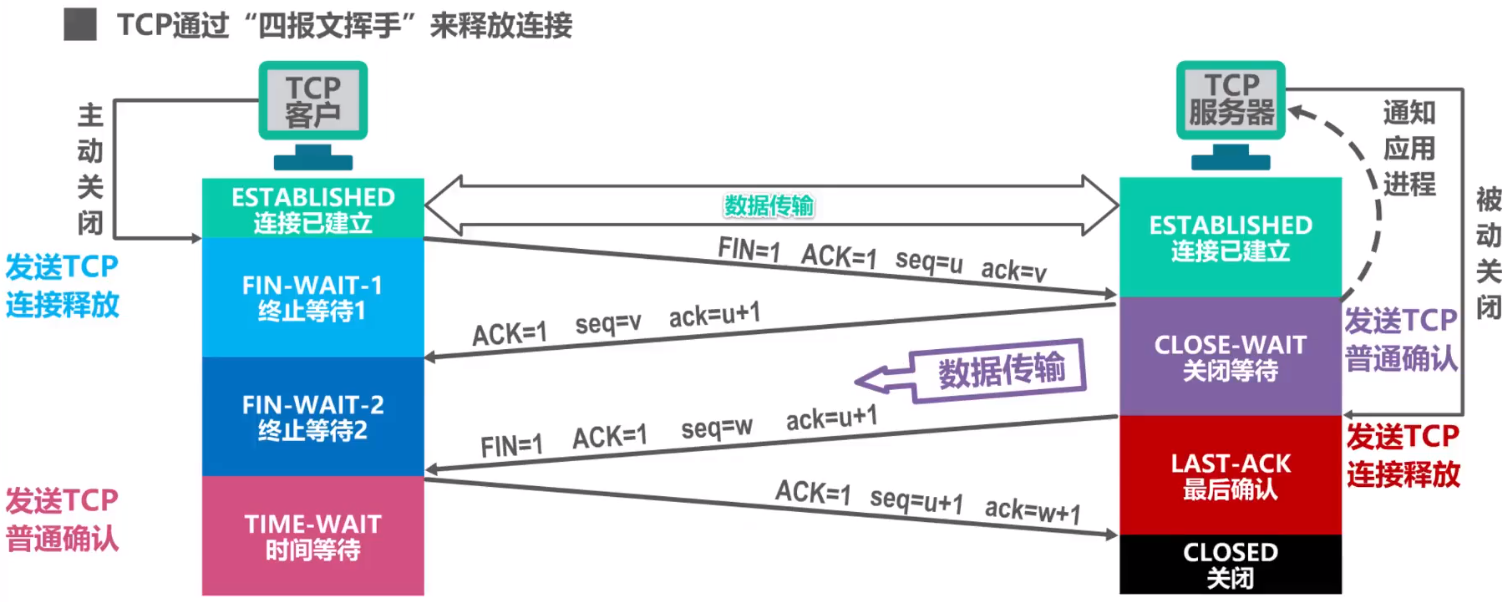 TCP通过“四报文挥手”来释放连接
TCP
客户
主动关闭
ESTABLISHED
连接已建立
数据传输
TCP
服务器
通知
应用
进程
被动关闭
ESTABLISHED
连接已建立
发送TCP
连接释放
FIN-WAIT-1
终止等待1
FIN=1 ACK=1 seq=u ack=v
ACK=1 seq=v ack=u+1
CLOSE-WAIT
关闭等待
发送TCP
普通确认
数据传输
FIN-WAIT-2
终止等待2
FIN=1 ACK=1 seq=w ack=u+1
LAST-ACK
最后确认
发送TCP
连接释放
发送TCP
普通确认
TIME-WAIT
时间等待
ACK=1 seq=u+1 ack=w+1
CLOSED
关闭